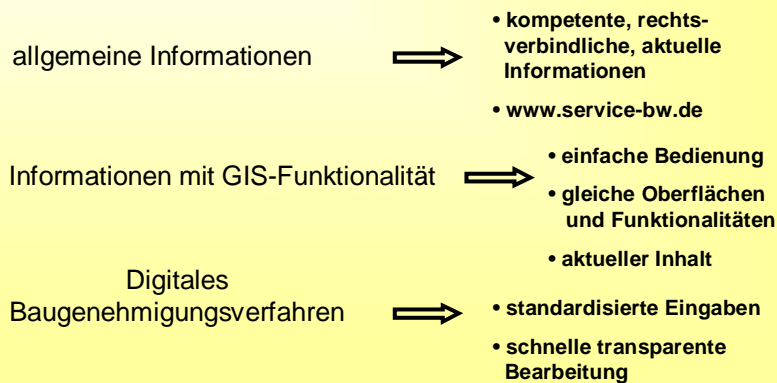 allgemeine Informationen
• kompetente, rechts-
verbindliche, aktuelle
Informationen
• www.service-bw.de
Informationen mit GIS-Funktionalität
• einfache Bedienung
• gleiche Oberflächen
und Funktionalitäten
• aktueller Inhalt
Digitales
Baugenehmigungsverfahren
• standardisierte Eingaben
• schnelle transparente
Bearbeitung